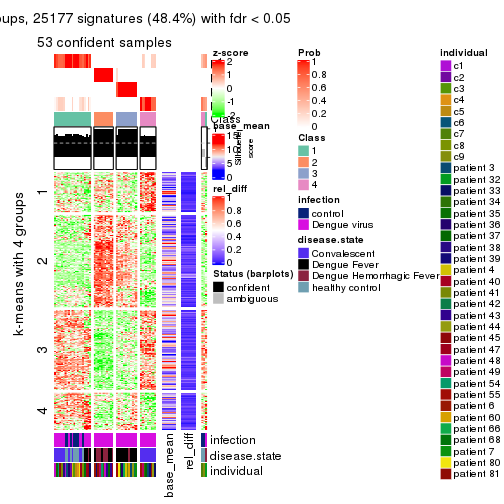 oups, 25177 signatures (48.4%) with fdr < 0.05
53 confident samples
k-means with 4 groups
1
2
3
4
base_mean
rel_diff
infection
disease.state
individual
z-score
2
1
0
-1
-2
Class
Silhouette
score
base_mean
15
10
5
0
rel_diff
1
0.8
0.6
0.4
0.2
0
Status (barplots)
confident
ambiguous
Prob
1
0.8
0.6
0.4
0.2
0
Class
1
2
3
4
infection
control
Dengue virus
disease.state
Convalescent
Dengue Fever
Dengue Hemorrhagic Fever
healthy control
individual
c1
c2
c3
c4
c5
c6
c7
c8
c9
patient 3
patient 32
patient 33
patient 34
patient 35
patient 36
patient 37
patient 38
patient 39
patient 4
patient 40
patient 41
patient 42
patient 43
patient 44
patient 45
patient 47
patient 48
patient 49
patient 54
patient 55
patient 6
patient 60
patient 66
patient 68
patient 7
patient 80
patient 81